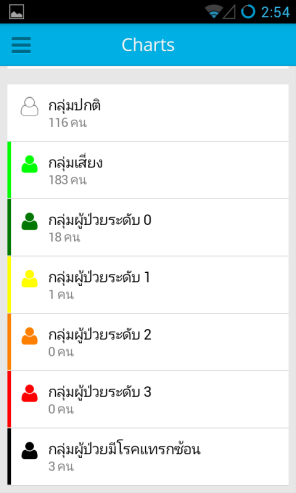 2:54
Charts
กลุ่มปกติ
116 คน
กลุ่มเสี่ยง
183 คน
กลุ่มผู้ป่วยระดับ 0
18 คน
กลุ่มผู้ป่วยระดับ 1
1 คน
กลุ่มผู้ป่วยระดับ 2
0 คน
กลุ่มผู้ป่วยระดับ 3
0 คน
กลุ่มผู้ป่วยมีโรคแทรกซ้อน
3 คน